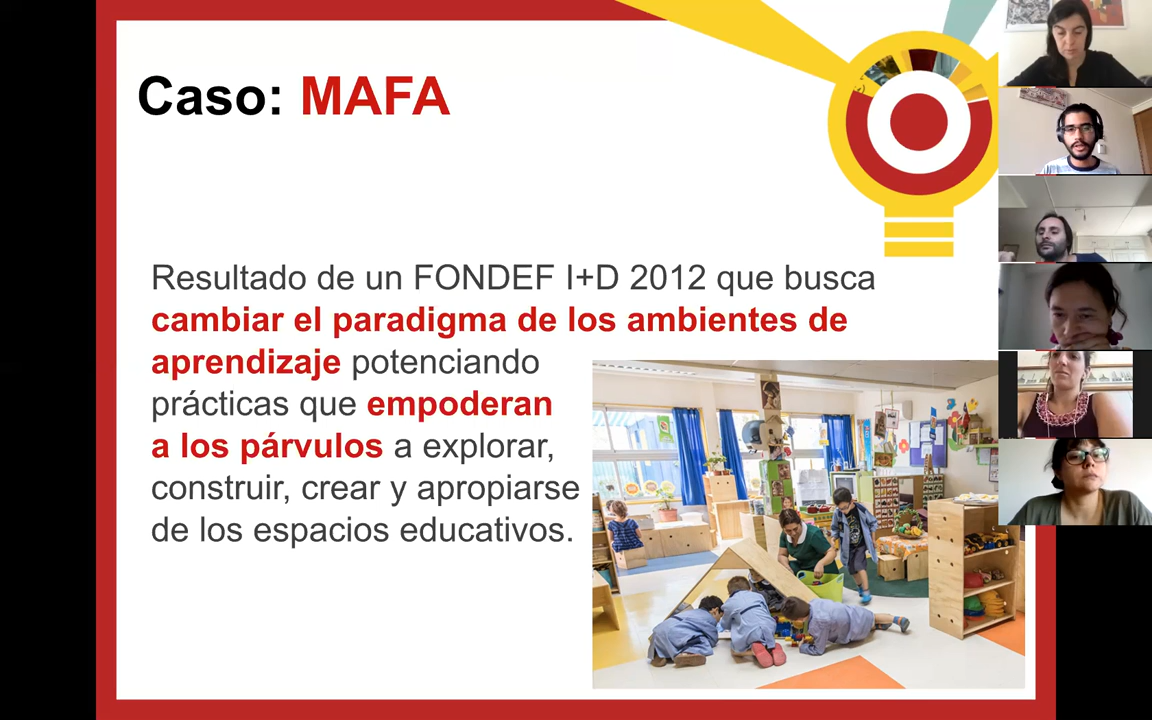 Caso: MAFA
Resultado de un FONDEF I+D 2012 que busca
cambiar el paradigma de los ambientes de
aprendizaje potenciando
prácticas que empoderan
a los párvulos a explorar,
construir, crear y apropiarse
de los espacios educativos.